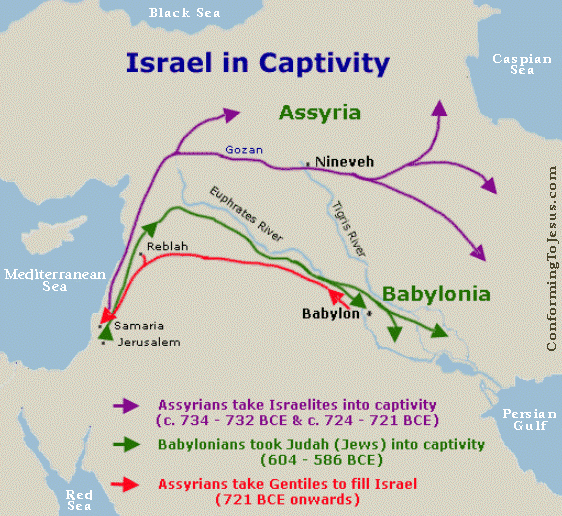 Black Sea
Israel in Captivity
Caspian
Sea
Assyria
Gozan
Nineveh
Euphrates River
Tigris River
Reblah
Mediterranean
Sea
Babylonia
Babylon
Samaria
Jerusalem
ConformingToJesus.com
Persian
Gulf
Assyrians take Israelites into captivity
(c. 734 - 732 BCE & c. 724 - 721 BCE)
Babylonians took Judah (Jews) into captivity
(604 - 586 BCE)
Assyrians take Gentiles to fill Israel
(721 BCE onwards)
Red
Sea